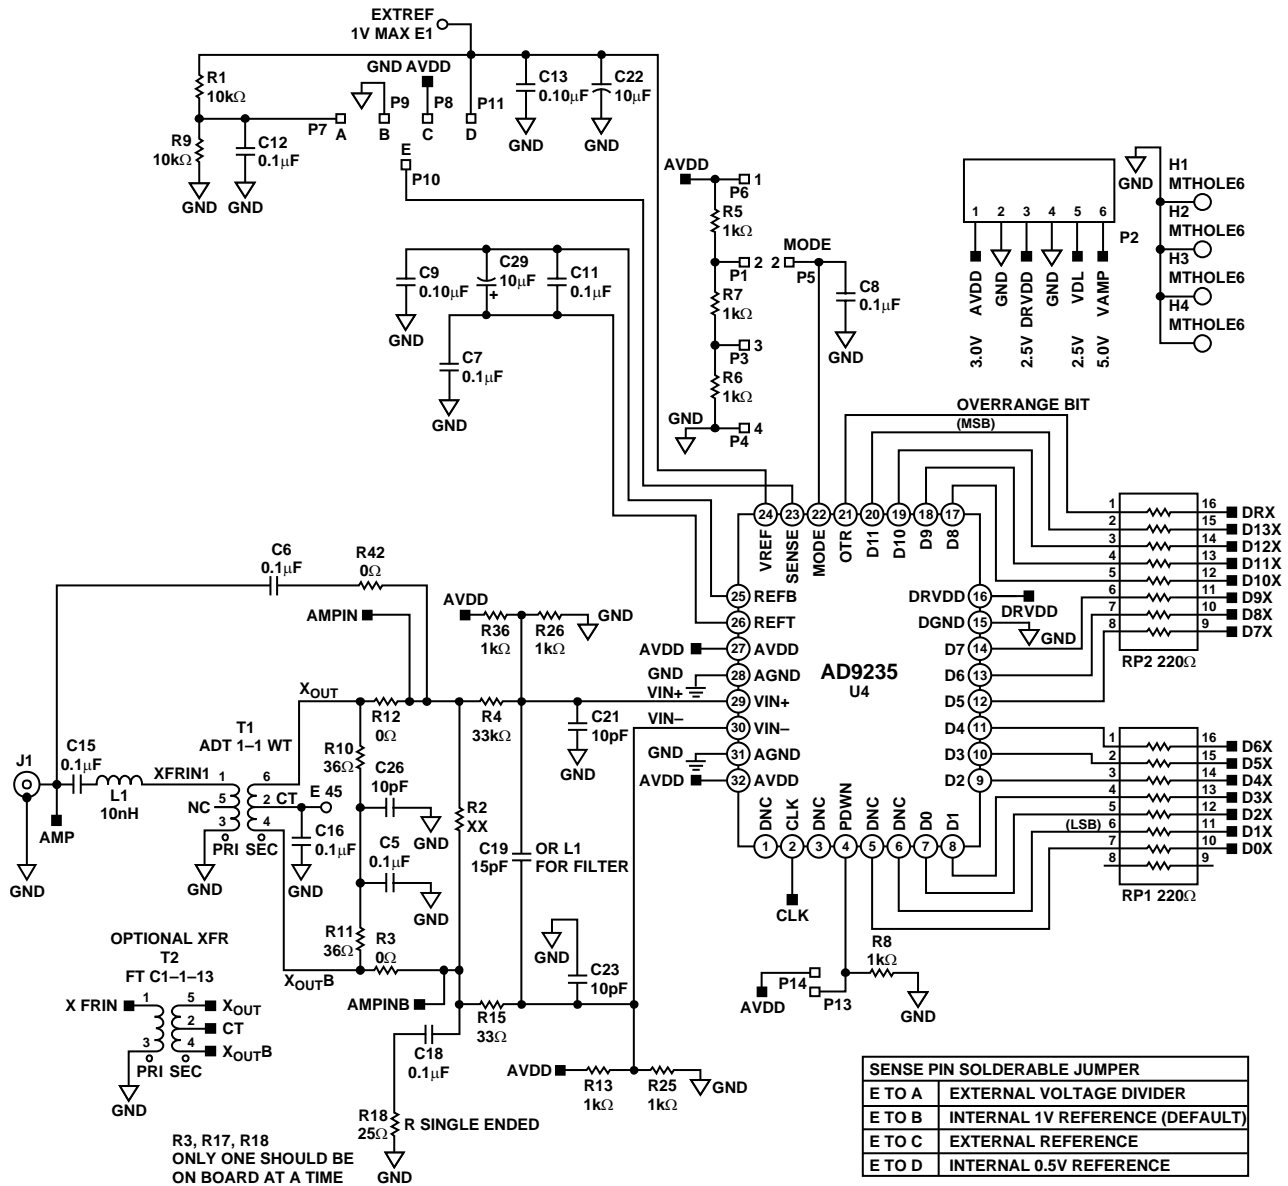 EXTREF
1V MAX E1
R1
10kΩ
R9
10kΩ
C12
0.1μF
GND
GND
P7
A
GND AVDD
P9
B
P8
C
P11
D
E
P10
C13
0.10μF
GND
C22
10μF
GND
AVDD
1
P6
R5
1kΩ
2
P1
R7
1kΩ
3
P3
R6
1kΩ
GND
4
P4
MODE
2
P5
C8
0.1μF
GND
C9
0.10μF
GND
C29
10μF
+
C11
0.1μF
C7
0.1μF
GND
1 2 3 4 5 6
P2
3.0V AVDD
GND
2.5V DRVDD
GND
2.5V VDL
5.0V VAMP
GND
H1
MTHOLE6
H2
MTHOLE6
H3
MTHOLE6
H4
MTHOLE6
OVERRANGE BIT
(MSB)
24 23 22 21 20 19 18 17
VREF
SENSE
MODE
OTR
D11
D10
D9
D8
25 REFB
26 REFT
AVDD 27 AVDD
GND 28 AGND
VIN+ 29 VIN+
VIN– 30 VIN–
GND 31 AGND
AVDD 32 AVDD
AD9235
U4
DRVDD 16
DRVDD
DGND 15
GND
D7 14
D6 13
D5 12
D4 11
D3 10
D2 9
DNC
CLK
DNC
PDWN
DNC
DNC
D0
D1
1 2 3 4 5 6 7 8
CLK
1 16 DRX
2 15 D13X
3 14 D12X
4 13 D11X
5 12 D10X
6 11 D9X
7 10 D8X
8 9 D7X
RP2 220Ω
1 16 D6X
2 15 D5X
3 14 D4X
4 13 D3X
5 12 D2X
(LSB) 6 11 D1X
7 10 D0X
8 9
RP1 220Ω
P14
P13
AVDD
R8
1kΩ
GND
C6
0.1μF
R42
0Ω
AMPIN
AVDD
R36
1kΩ
R26
1kΩ
GND
J1
GND
AMP
C15
0.1μF
L1
10nH
XFRIN1
T1
ADT 1–1 WT
1
NC 5
3
PRI
GND
6
2 CT
4
SEC
E 45
C16
0.1μF
GND
XOUT
R12
0Ω
R10
36Ω
C26
10pF
GND
C5
0.1μF
GND
R11
36Ω
R3
0Ω
XOUTB
R2
XX
R4
33kΩ
C19
15pF
OR L1
FOR FILTER
C21
10pF
GND
GND
C23
10pF
AMPINB
R15
33Ω
C18
0.1μF
R18
25Ω
R SINGLE ENDED
GND
AVDD
R13
1kΩ
R25
1kΩ
GND
OPTIONAL XFR
T2
FT C1–1–13
X FRIN
1
3
PRI
GND
5 XOUT
2 CT
4 XOUTB
SEC
R3, R17, R18
ONLY ONE SHOULD BE
ON BOARD AT A TIME
SENSE PIN SOLDERABLE JUMPER
E TO A EXTERNAL VOLTAGE DIVIDER
E TO B INTERNAL 1V REFERENCE (DEFAULT)
E TO C EXTERNAL REFERENCE
E TO D INTERNAL 0.5V REFERENCE